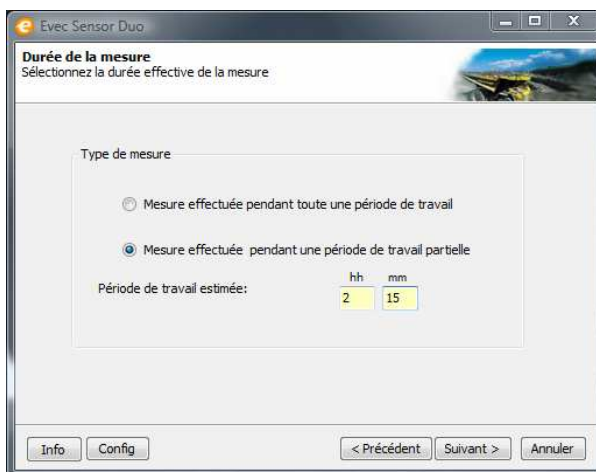 Evec Sensor Duo
Durée de la mesure
Sélectionnez la durée effective de la mesure
Type de mesure
Mesure effectuée pendant toute une période de travail
Mesure effectuée pendant une période de travail partielle
hh mm
Période de travail estimée:
2 15
Info Config < Précédent Suivant > Annuler